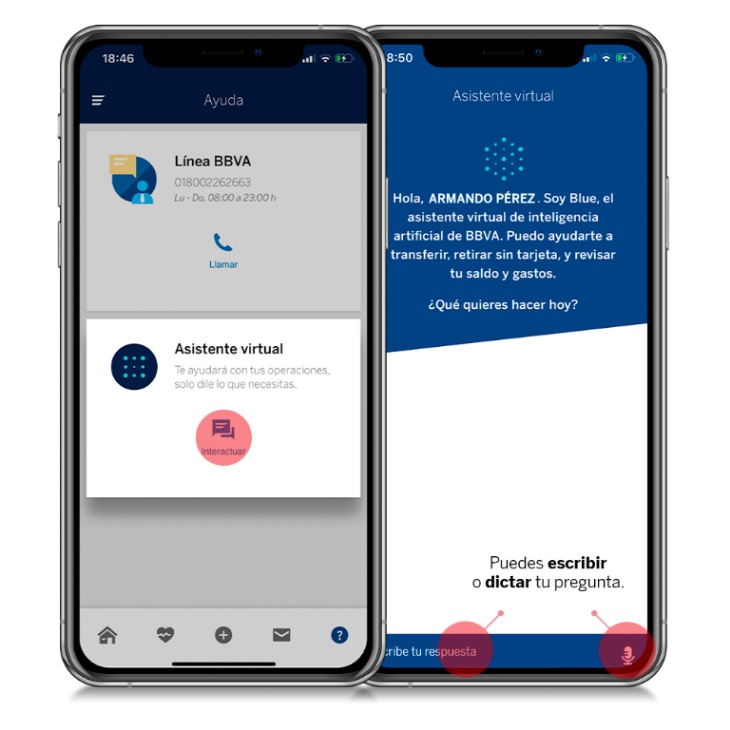 18:46
Ayuda
Línea BBVA
018002262663
Lu - Do, 08:00 a 23:00 h
Llamar
Asistente virtual
Te ayudará con tus operaciones,
solo dile lo que necesitas.
Interactuar
?
8:50
Asistente virtual
Hola, ARMANDO PÉREZ. Soy Blue, el
asistente virtual de inteligencia
artificial de BBVA. Puedo ayudarte a
transferir, retirar sin tarjeta, y revisar
tu saldo y gastos.
¿Qué quieres hacer hoy?
Puedes escribir
o dictar tu pregunta.
cribe tu respuesta